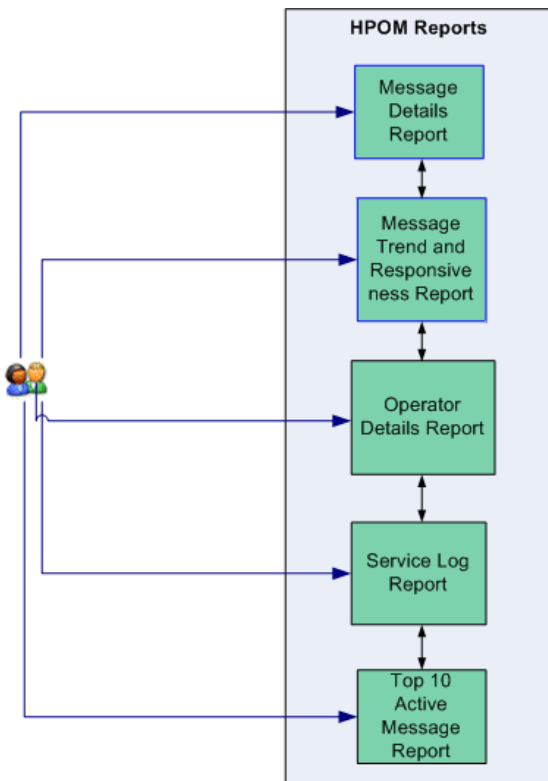 HPOM Reports
Message
Details
Report
Message
Trend and
Responsive
ness Report
Operator
Details Report
Service Log
Report
Top 10
Active
Message
Report